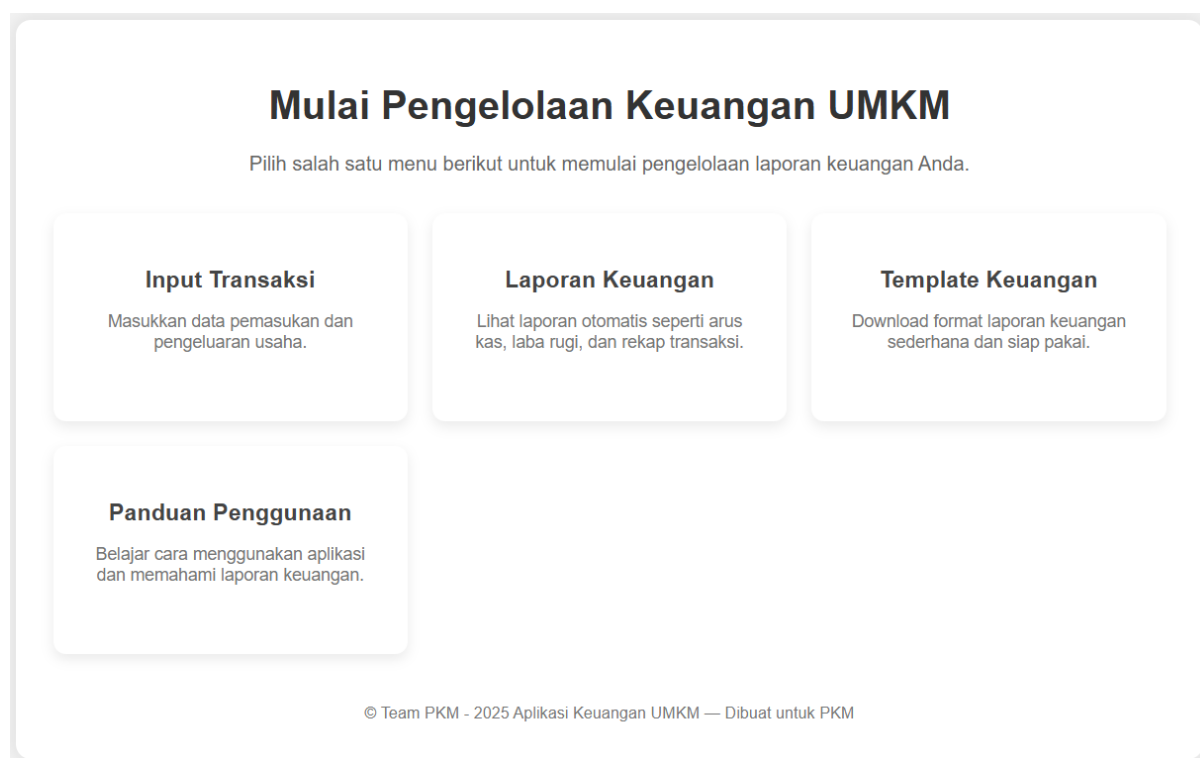 Mulai Pengelolaan Keuangan UMKM
Pilih salah satu menu berikut untuk memulai pengelolaan laporan keuangan Anda.
Input Transaksi
Masukkan data pemasukan dan
pengeluaran usaha.
Laporan Keuangan
Lihat laporan otomatis seperti arus
kas, laba rugi, dan rekap transaksi.
Template Keuangan
Download format laporan keuangan
sederhana dan siap pakai.
Panduan Penggunaan
Belajar cara menggunakan aplikasi
dan memahami laporan keuangan.
© Team PKM - 2025 Aplikasi Keuangan UMKM — Dibuat untuk PKM